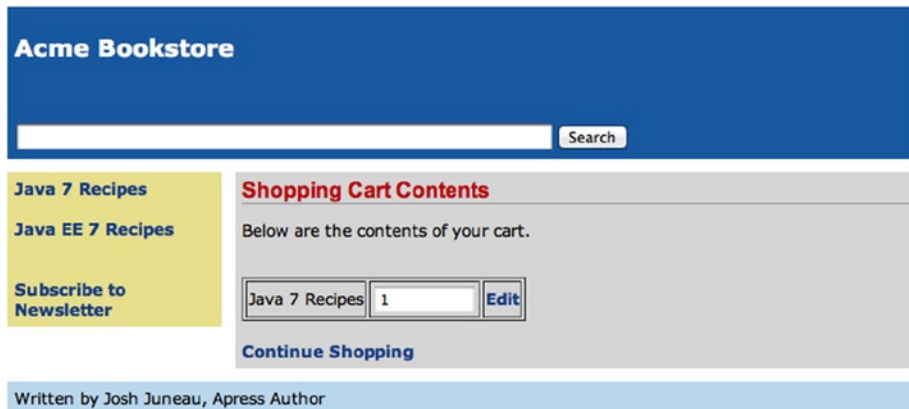 Acme Bookstore
Search
Java 7 Recipes
Java EE 7 Recipes
Subscribe to
Newsletter
Shopping Cart Contents
Below are the contents of your cart.
Java 7 Recipes 1 Edit
Continue Shopping
Written by Josh Juneau, Apress Author